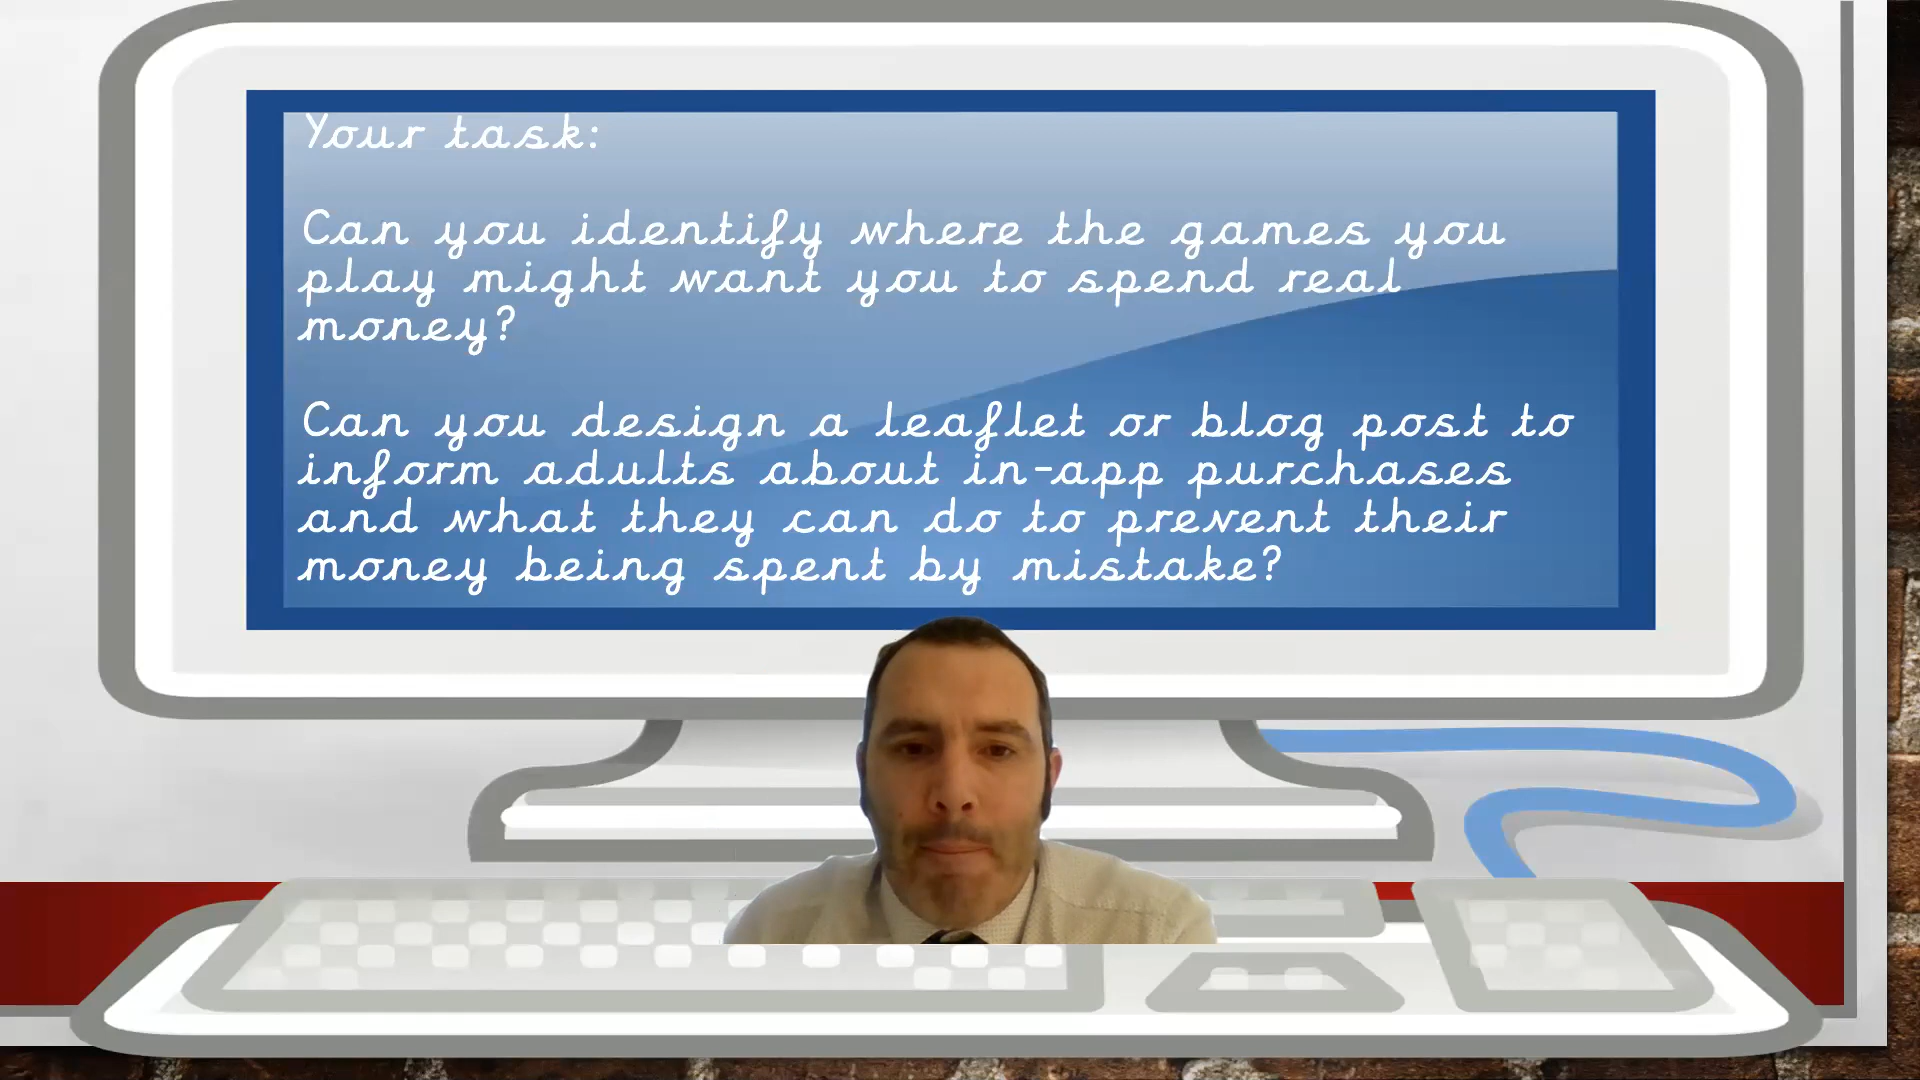 Your task:
Can you identify where the games you
play might want you to spend real
money?
Can you design a leaflet or blog post to
inform adults about in-app purchases
and what they can do to prevent their
money being spent by mistake?